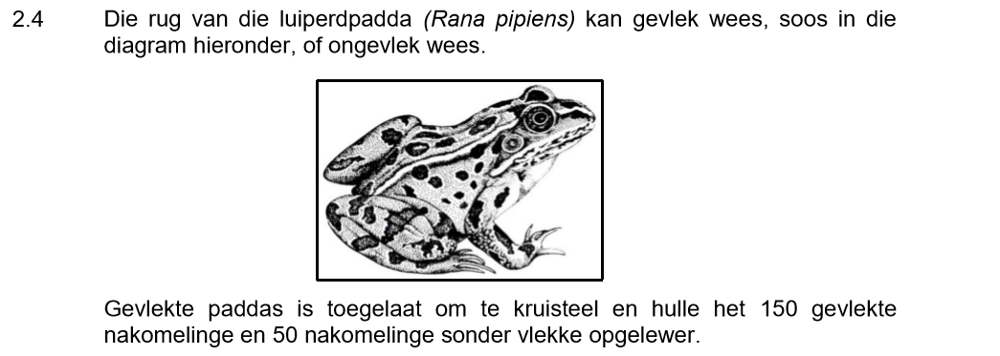 2.4 Die rug van die luiperdpadda (Rana pipiens) kan gevlek wees, soos in die
diagram hieronder, of ongevlek wees.
Gevlekte paddas is toegelaat om te kruisteel en hulle het 150 gevlekte
nakomelinge en 50 nakomelinge sonder vlekke opgelewer.